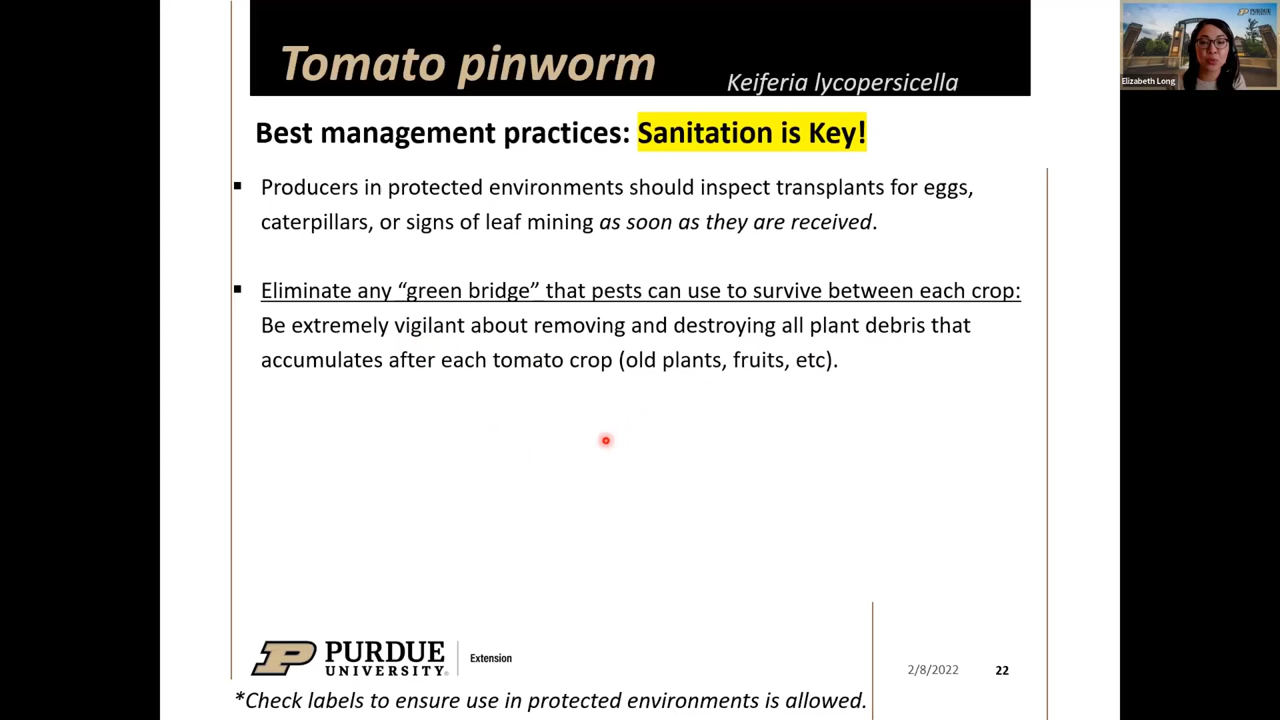 Tomato pinworm
Keiferia lycopersicella
PURDUE
UNIVERSITY
Elizabeth Long
Best management practices: Sanitation is Key!
▪ Producers in protected environments should inspect transplants for eggs,
caterpillars, or signs of leaf mining as soon as they are received.
▪ Eliminate any “green bridge” that pests can use to survive between each crop:
Be extremely vigilant about removing and destroying all plant debris that
accumulates after each tomato crop (old plants, fruits, etc).
PURDUE
UNIVERSITY®
Extension
2/8/2022
22
*Check labels to ensure use in protected environments is allowed.